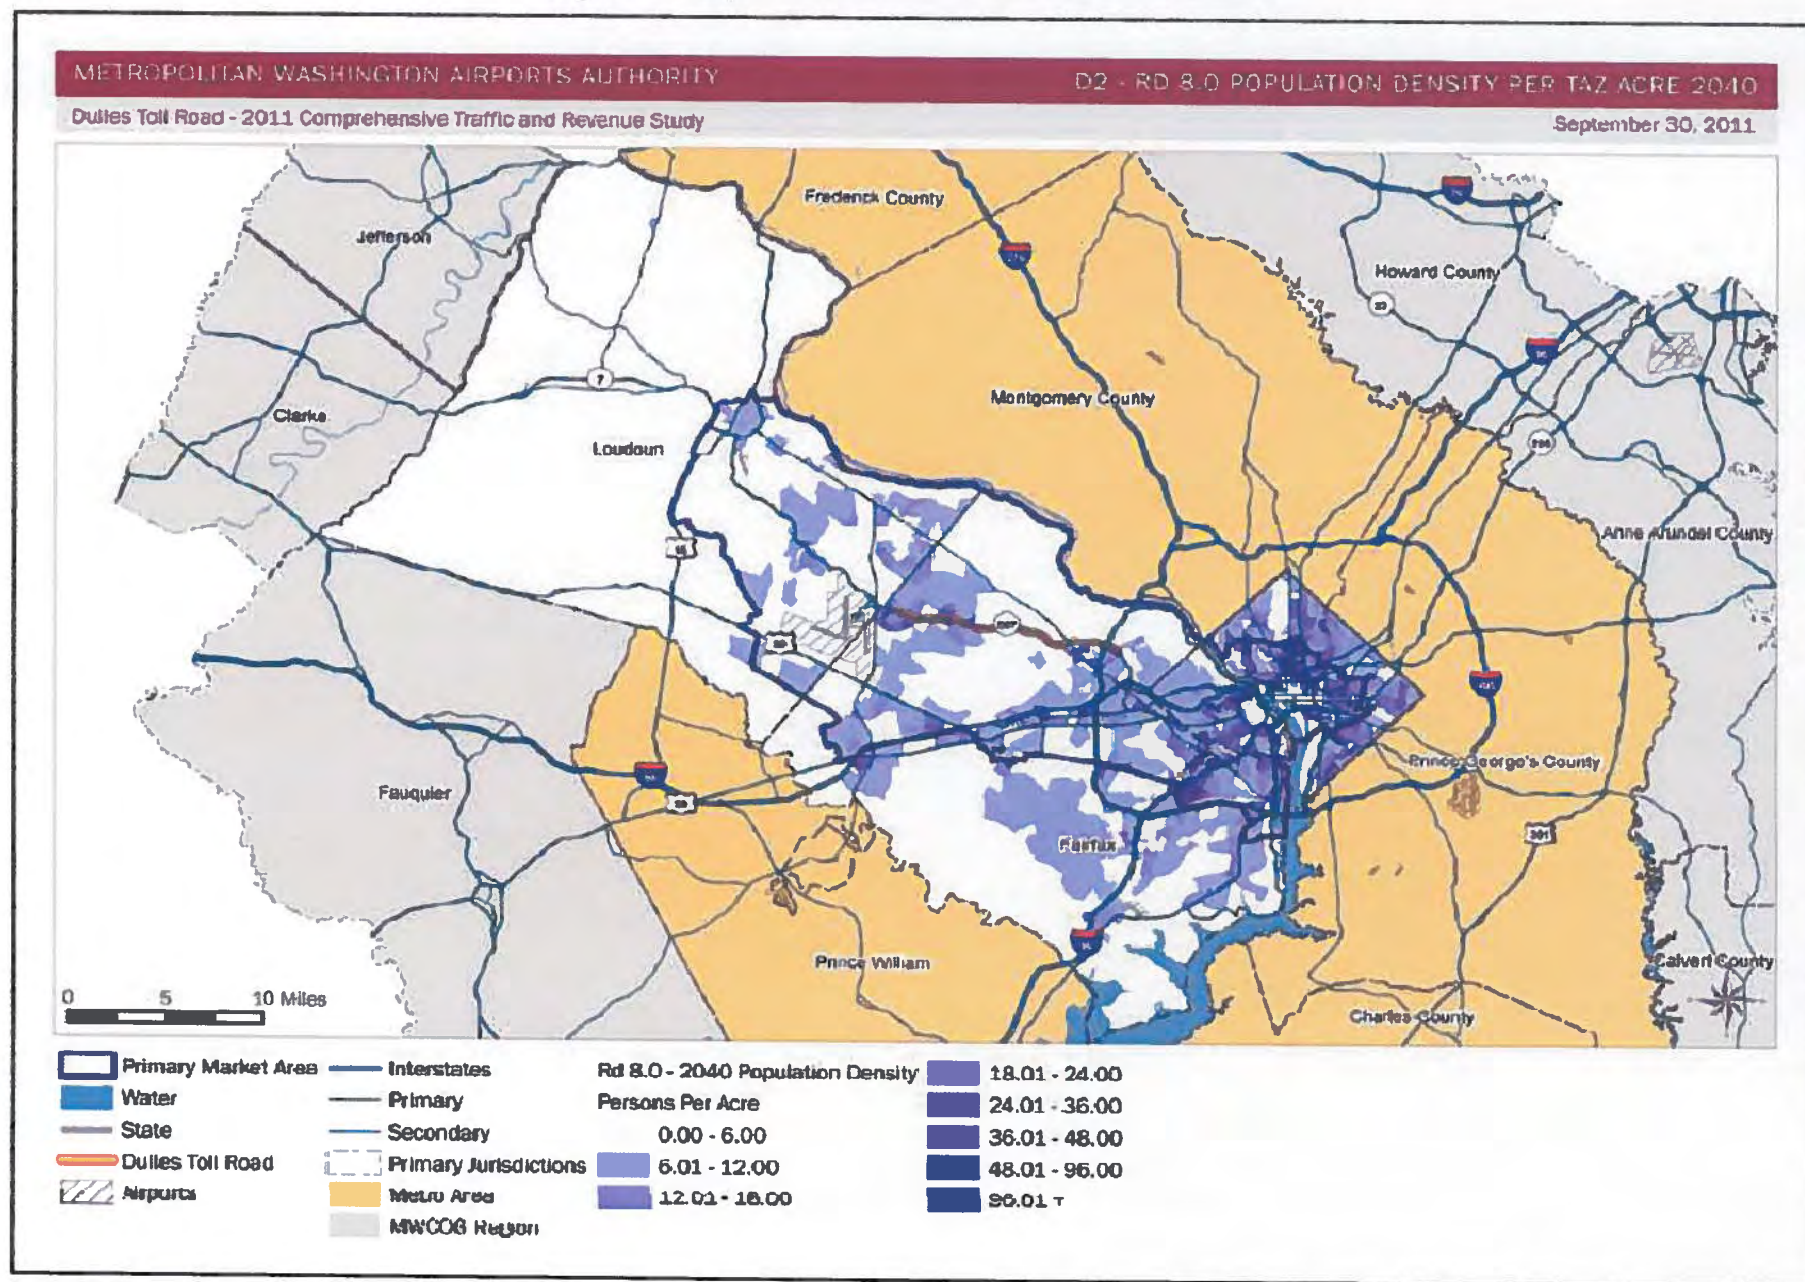 METROPOLITAN WASHINGTON AIRPORTS AUTHORITY
D2 - RD 8.0 POPULATION DENSITY PER TAZ ACRE 2040
Dulles Toll Road - 2011 Comprehensive Traffic and Revenue Study
September 30, 2011
Frederick County
Jefferson
Howard County
Montgomery County
Clarke
Loudoun
7
Anne Arundel County
Prince George's County
Fauquier
301
Fairfax
Prince William
Calvert County
Charles County
0 5 10 Miles
Primary Market Area
Water
State
Dulles Toll Road
Airports
Interstates
Primary
Secondary
Primary Jurisdictions
Metro Area
MWCOG Region
Rd 8.0 - 2040 Population Density
Persons Per Acre
0.00 - 6.00
6.01 - 12.00
12.01 - 18.00
18.01 - 24.00
24.01 - 36.00
36.01 - 48.00
48.01 - 96.00
96.01 +